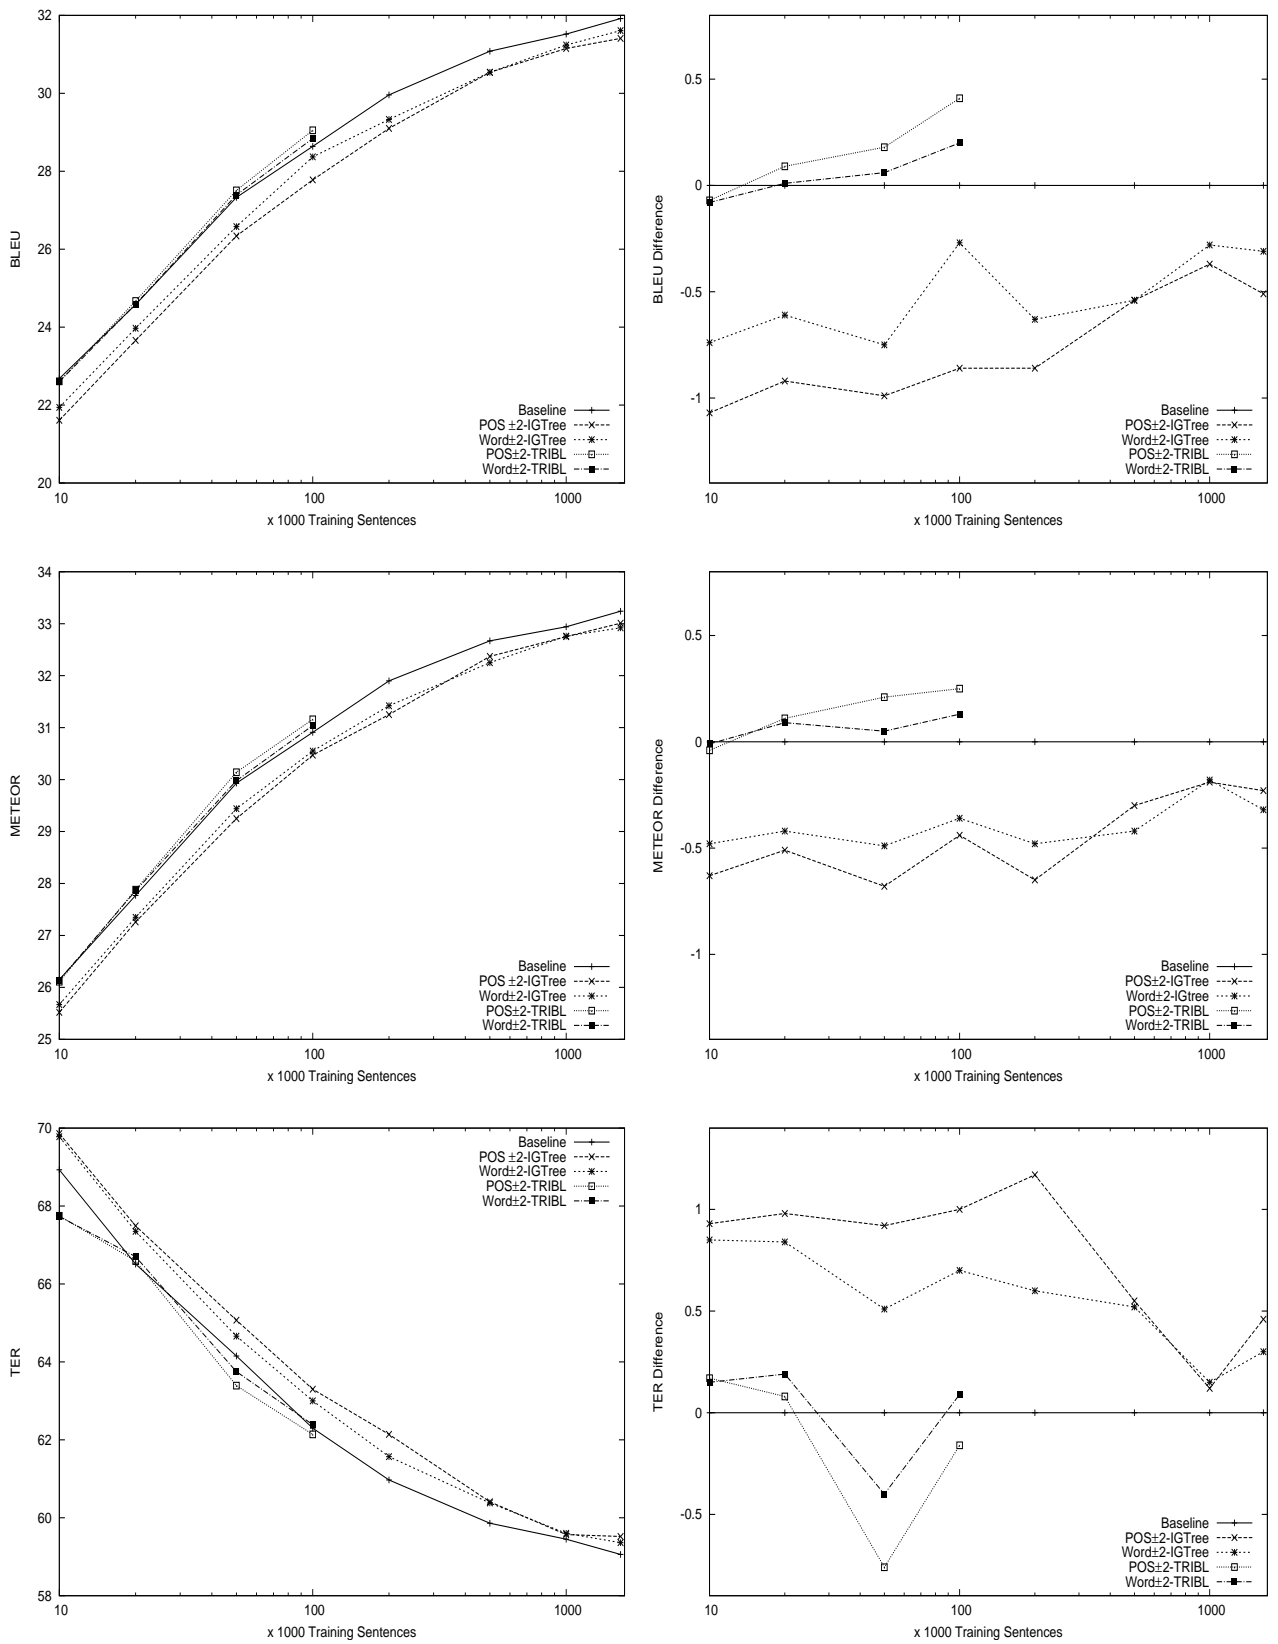 32
30
28
26
24
22
20
BLEU
10 100 1000
x 1000 Training Sentences
Baseline
POS ±2-IGTree
Word±2-IGTree
POS±2-TRIBL
Word±2-TRIBL
0.5
0
-0.5
-1
BLEU Difference
10 100 1000
x 1000 Training Sentences
Baseline
POS±2-IGTree
Word±2-IGTree
POS±2-TRIBL
Word±2-TRIBL
34
33
32
31
30
29
28
27
26
25
METEOR
10 100 1000
x 1000 Training Sentences
Baseline
POS ±2-IGTree
Word±2-IGTree
POS±2-TRIBL
Word±2-TRIBL
0.5
0
-0.5
-1
METEOR Difference
10 100 1000
x 1000 Training Sentences
Baseline
POS±2-IGTree
Word±2-IGtree
POS±2-TRIBL
Word±2-TRIBL
70
68
66
64
62
60
58
TER
10 100 1000
x 1000 Training Sentences
Baseline
POS ±2-IGTree
Word±2-IGTree
POS±2-TRIBL
Word±2-TRIBL
1
0.5
0
-0.5
TER Difference
10 100 1000
x 1000 Training Sentences
Baseline
POS±2-IGTree
Word±2-IGTree
POS±2-TRIBL
Word±2-TRIBL